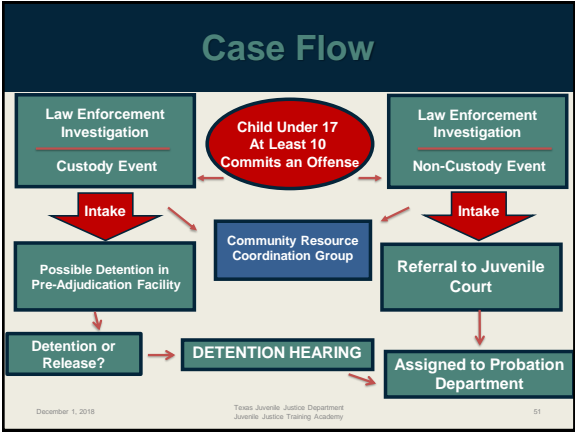 Case Flow
Law Enforcement
Investigation
Custody Event
Child Under 17
At Least 10
Commits an Offense
Law Enforcement
Investigation
Non-Custody Event
Intake
Intake
Community Resource
Coordination Group
Possible Detention in
Pre-Adjudication Facility
Referral to Juvenile
Court
Detention or
Release?
DETENTION HEARING
Assigned to Probation
Department
December 1, 2018
Texas Juvenile Justice Department
Juvenile Justice Training Academy
51